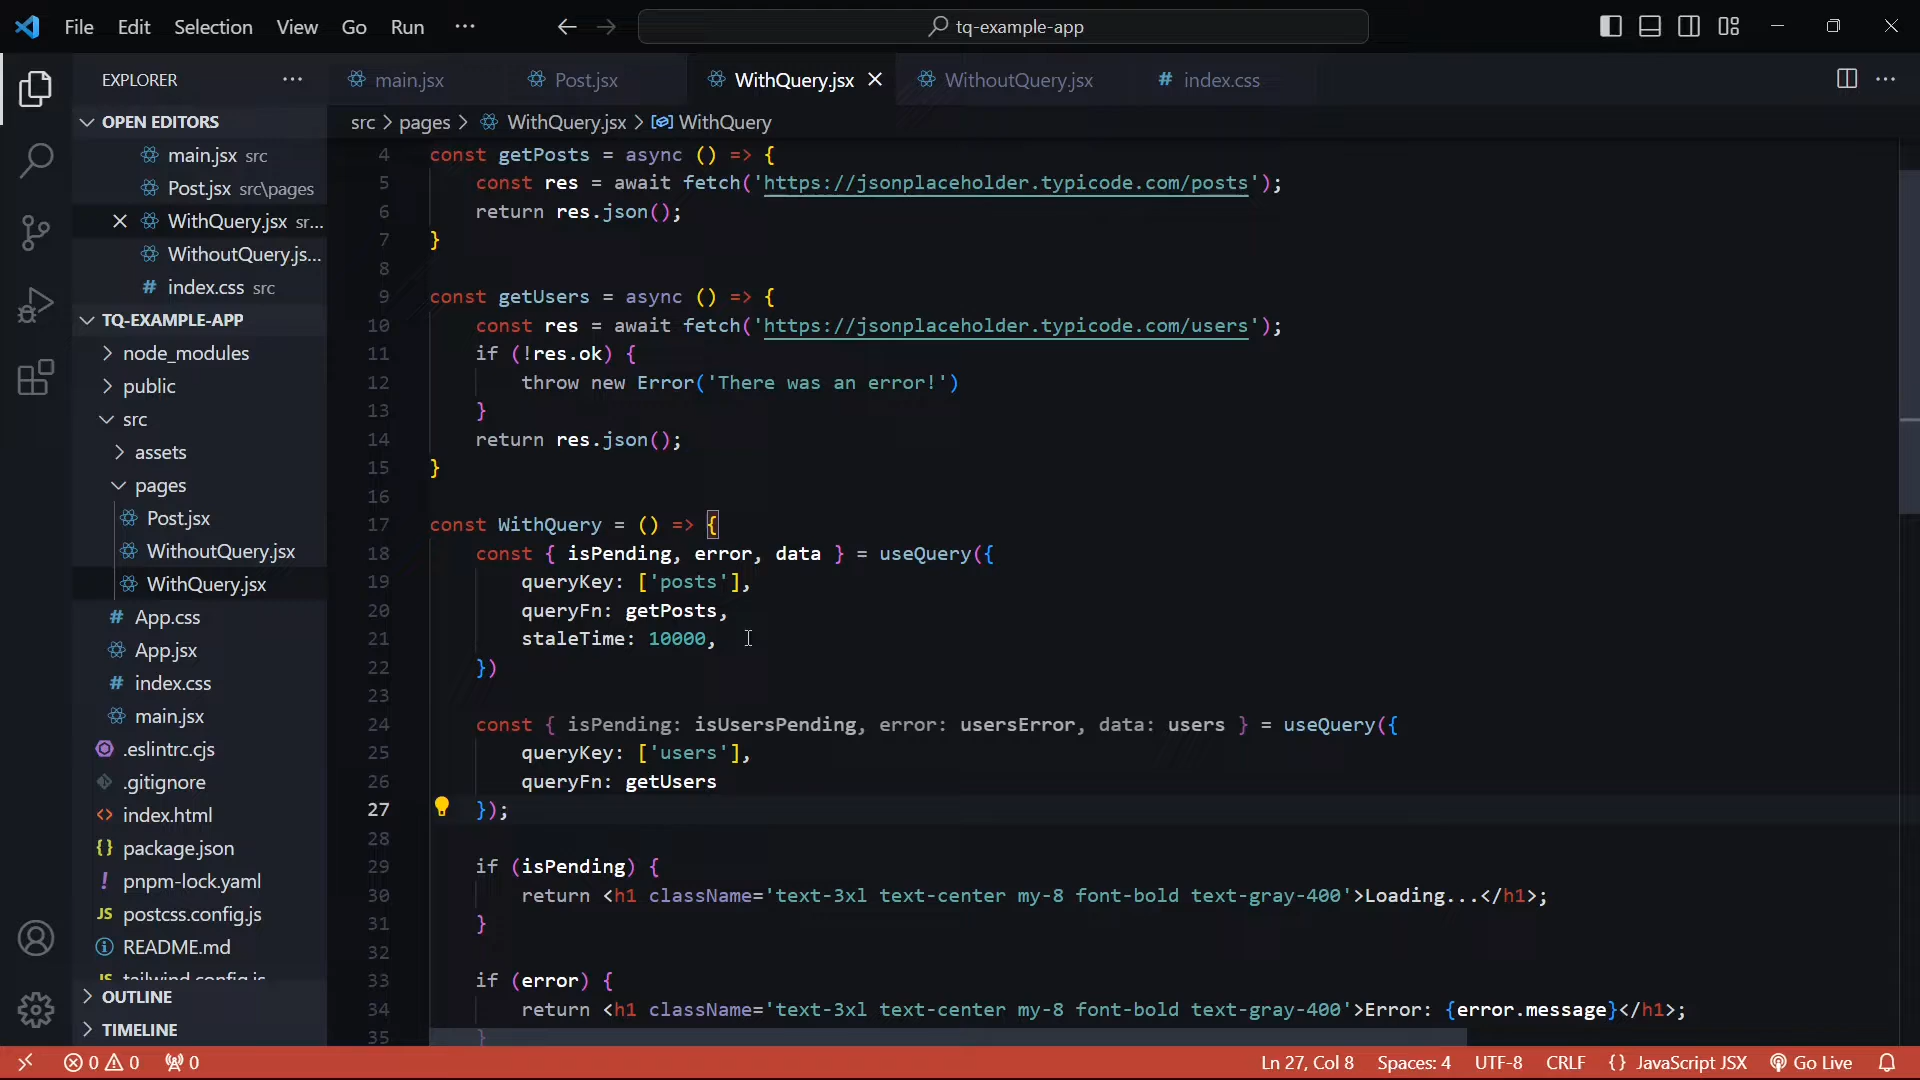 File Edit Selection View Go Run ···
tq-example-app
EXPLORER ···
OPEN EDITORS
main.jsx src
Post.jsx src\pages
WithQuery.jsx sr...
WithoutQuery.js...
# index.css src
TQ-EXAMPLE-APP
node_modules
public
src
assets
pages
Post.jsx
WithoutQuery.jsx
WithQuery.jsx
# App.css
App.jsx
# index.css
main.jsx
.eslintrc.cjs
.gitignore
<> index.html
{} package.json
! pnpm-lock.yaml
JS postcss.config.js
README.md
JS tailwind.config.js
OUTLINE
TIMELINE
main.jsx Post.jsx WithQuery.jsx WithoutQuery.jsx # index.css
src > pages > WithQuery.jsx > WithQuery
4 const getPosts = async () => {
5 const res = await fetch('https://jsonplaceholder.typicode.com/posts');
6 return res.json();
7 }
8
9 const getUsers = async () => {
10 const res = await fetch('https://jsonplaceholder.typicode.com/users');
11 if (!res.ok) {
12 throw new Error('There was an error!')
13 }
14 return res.json();
15 }
16
17 const WithQuery = () => {
18 const { isPending, error, data } = useQuery({
19 queryKey: ['posts'],
20 queryFn: getPosts,
21 staleTime: 10000,
22 })
23
24 const { isPending: isUsersPending, error: usersError, data: users } = useQuery({
25 queryKey: ['users'],
26 queryFn: getUsers
27 });
28
29 if (isPending) {
30 return <h1 className='text-3xl text-center my-8 font-bold text-gray-400'>Loading...</h1>;
31 }
32
33 if (error) {
34 return <h1 className='text-3xl text-center my-8 font-bold text-gray-400'>Error: {error.message}</h1>;
35 }
0 0 0 Ln 27, Col 8 Spaces: 4 UTF-8 CRLF {} JavaScript JSX Go Live